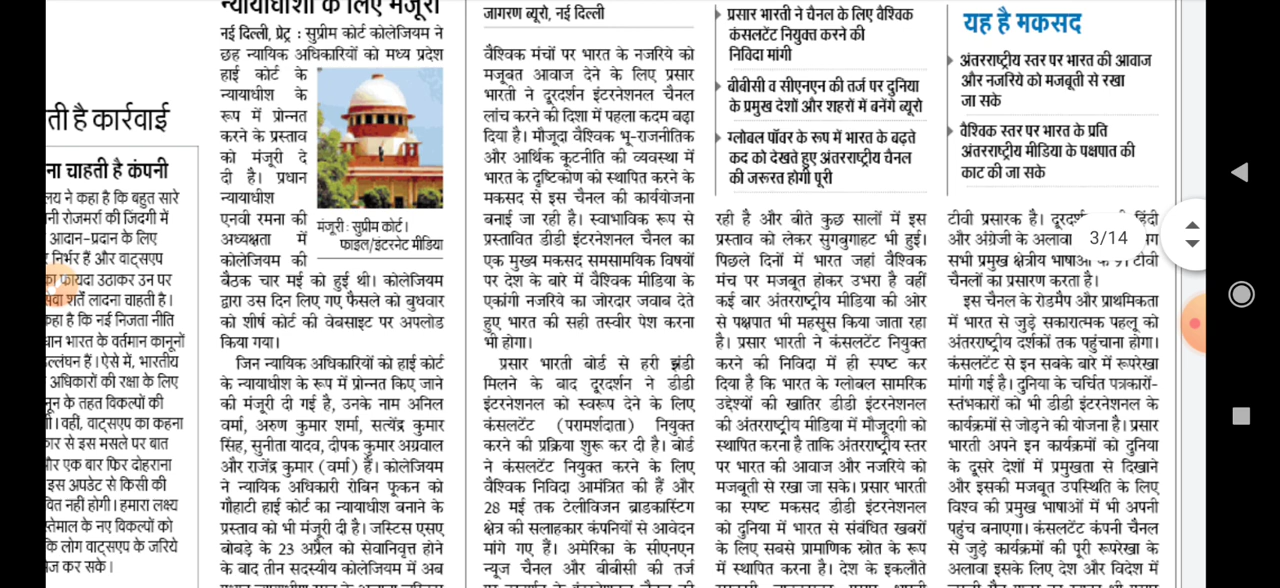 न्यायाधीशों के लिए मंजूरी
ती है कार्रवाई
ना चाहती है कंपनी
लय ने कहा है कि बहुत सारे
नी रोजमर्रा की जिंदगी में
आदान-प्रदान के लिए
निर्भर हैं और वाट्सएप
का फायदा उठाकर उन पर
सेवा शर्तें लादना चाहती है।
कहा है कि नई निजता नीति
धान भारत के वर्तमान कानूनों
उल्लंघन हैं। ऐसे में, भारतीय
अधिकारों की रक्षा के लिए
नून के तहत विकल्पों की
गी। वही, वाट्सएप का कहना
कार से इस मसले पर बात
और एक बार फिर दोहराना
इस अपडेट से किसी की
वित नही होगी। हमारा लक्ष्य
स्तेमाल के नए विकल्पों को
कि लोग वाट्सएप के जरिये
ज कर सकें।
नई दिल्ली, प्रेट्र : सुप्रीम कोर्ट कोलेजियम ने
छह न्यायिक अधिकारियों को मध्य प्रदेश
हाई कोर्ट के
न्यायाधीश के
रूप में प्रोन्नत
करने के प्रस्ताव
को मंजूरी दे
दी है। प्रधान
न्यायाधीश
एनवी रमना की
अध्यक्षता में
कोलेजियम की
मंजूरी : सुप्रीम कोर्ट।
फाइल/इंटरनेट मीडिया
बैठक चार मई को हुई थी। कोलेजियम
द्वारा उस दिन लिए गए फैसले को बुधवार
को शीर्ष कोर्ट की वेबसाइट पर अपलोड
किया गया।
जिन न्यायिक अधिकारियों को हाई कोर्ट
के न्यायाधीश के रूप में प्रोन्नत किए जाने
की मंजूरी दी गई है, उनके नाम अनिल
वर्मा, अरुण कुमार शर्मा, सत्येंद्र कुमार
सिंह, सुनीता यादव, दीपक कुमार अग्रवाल
और राजेंद्र कुमार (वर्मा) हैं। कोलेजियम
ने न्यायिक अधिकारी रोबिन फूकन को
गौहाटी हाई कोर्ट का न्यायाधीश बनाने के
प्रस्ताव को भी मंजूरी दी है। जस्टिस एसए
बोबड़े के 23 अप्रैल को सेवानिवृत्त होने
के बाद तीन सदस्यीय कोलेजियम में अब
जागरण ब्यूरो, नई दिल्ली
वैश्विक मंचों पर भारत के नजरिये को
मजबूत आवाज देने के लिए प्रसार
भारती ने दूरदर्शन इंटरनेशनल चैनल
लांच करने की दिशा में पहला कदम बढ़ा
दिया है। मौजूदा वैश्विक भू-राजनीतिक
और आर्थिक कूटनीति की व्यवस्था में
भारत के दृष्टिकोण को स्थापित करने के
मकसद से इस चैनल की कार्ययोजना
बनाई जा रही है। स्वाभाविक रूप से
प्रस्तावित डीडी इंटरनेशनल चैनल का
एक मुख्य मकसद समसामयिक विषयों
पर देश के बारे में वैश्विक मीडिया के
एकांगी नजरिये का जोरदार जवाब देते
हुए भारत की सही तस्वीर पेश करना
भी होगा।
प्रसार भारती बोर्ड से हरी झंडी
मिलने के बाद दूरदर्शन ने डीडी
इंटरनेशनल को स्वरूप देने के लिए
कंसलटेंट (परामर्शदाता) नियुक्त
करने की प्रक्रिया शुरू कर दी है। बोर्ड
ने कंसलटेंट नियुक्त करने के लिए
वैश्विक निविदा आमंत्रित की हैं और
28 मई तक टेलीविजन ब्राडकास्टिंग
क्षेत्र की सलाहकार कंपनियों से आवेदन
मांगे गए हैं। अमेरिका के सीएनएन
न्यूज चैनल और बीबीसी की तर्ज
प्रसार भारती ने चैनल के लिए वैश्विक
कंसलटेंट नियुक्त करने की
निविदा मांगी
बीबीसी व सीएनएन की तर्ज पर दुनिया
के प्रमुख देशों और शहरों में बनेंगे ब्यूरो
ग्लोबल पॉवर के रूप में भारत के बढ़ते
कद को देखते हुए अंतरराष्ट्रीय चैनल
की जरूरत होगी पूरी
रही है और बीते कुछ सालों में इस
प्रस्ताव को लेकर सुगबुगाहट भी हुई।
पिछले दिनों में भारत जहां वैश्विक
मंच पर मजबूत होकर उभरा है वहीं
कई बार अंतरराष्ट्रीय मीडिया की ओर
से पक्षपात भी महसूस किया जाता रहा
है। प्रसार भारती ने कंसलटेंट नियुक्त
करने की निविदा में ही स्पष्ट कर
दिया है कि भारत के ग्लोबल सामरिक
उद्देश्यों की खातिर डीडी इंटरनेशनल
की अंतरराष्ट्रीय मीडिया में मौजूदगी को
स्थापित करना है ताकि अंतरराष्ट्रीय स्तर
पर भारत की आवाज और नजरिये को
मजबूती से रखा जा सके। प्रसार भारती
का स्पष्ट मकसद डीडी इंटरनेशनल
को दुनिया में भारत से संबंधित खबरों
के लिए सबसे प्रामाणिक स्रोत के रूप
में स्थापित करना है। देश के इकलौते
यह है मकसद
अंतरराष्ट्रीय स्तर पर भारत की आवाज
और नजरिये को मजबूती से रखा
जा सके
वैश्विक स्तर पर भारत के प्रति
अंतरराष्ट्रीय मीडिया के पक्षपात की
काट की जा सके
टीवी प्रसारक है। हिंदी
और अंग्रेजी के अलावा
सभी प्रमुख क्षेत्रीय टीवी
चैनलों का प्रसारण करता है।
इस चैनल के रोडमैप और प्राथमिकता
में भारत से जुड़े सकारात्मक पहलू को
अंतरराष्ट्रीय दर्शकों तक पहुंचाना होगा।
कंसलटेंट से इन सबके बारे में रूपरेखा
मांगी गई है। दुनिया के चर्चित पत्रकारों-
स्तंभकारों को भी डीडी इंटरनेशनल के
कार्यक्रमों से जोड़ने की योजना है। प्रसार
भारती अपने इन कार्यक्रमों को दुनिया
के दूसरे देशों में प्रमुखता से दिखाने
और इसकी मजबूत उपस्थिति के लिए
विश्व की प्रमुख भाषाओं में भी अपनी
पहुंच बनाएगा। कंसलटेंट कंपनी चैनल
से जुड़े कार्यक्रमों की पूरी रूपरेखा के
अलावा इसके लिए देश और विदेश में
3/14